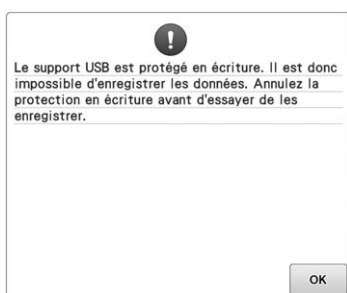 Le support USB est protégé en écriture. Il est donc
impossible d'enregistrer les données. Annulez la
protection en écriture avant d'essayer de les
enregistrer.
OK